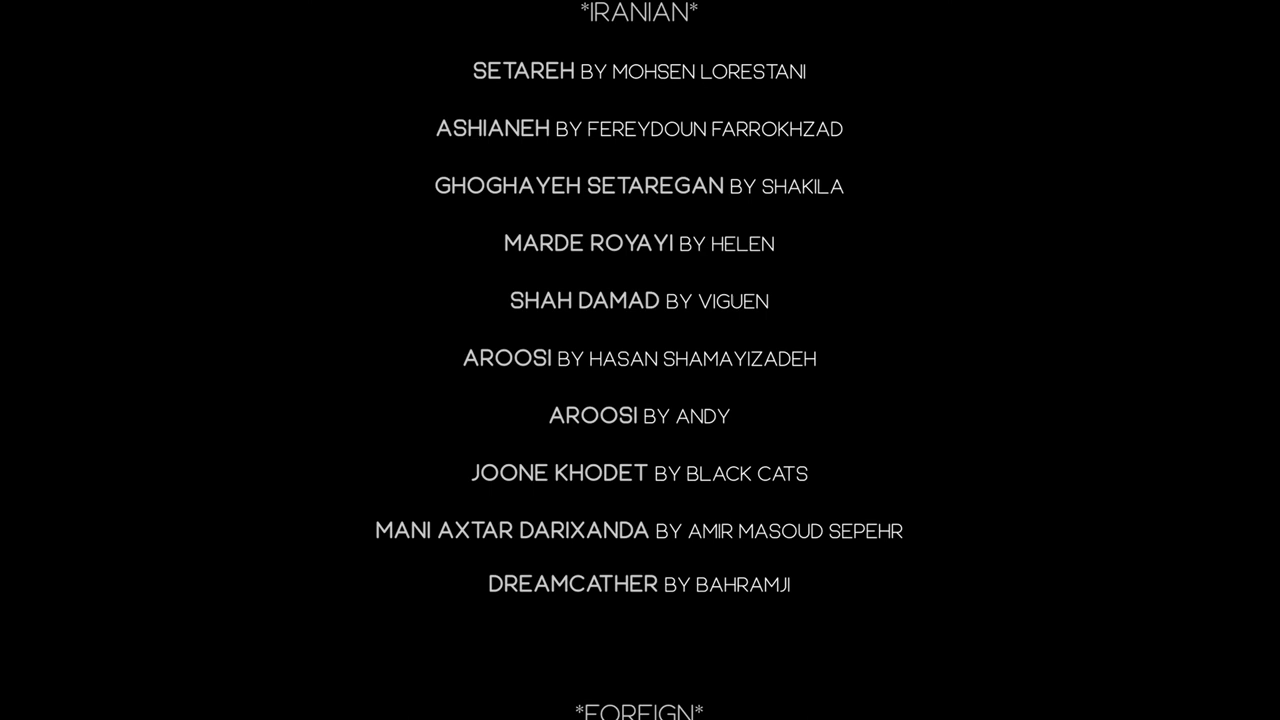 *IRANIAN*
SETAREH BY MOHSEN LORESTANI
ASHIANEH BY FEREYDOUN FARROKHZAD
GHOGHAYEH SETAREGAN BY SHAKILA
MARDE ROYAYI BY HELEN
SHAH DAMAD BY VIGUEN
AROOSI BY HASAN SHAMAYIZADEH
AROOSI BY ANDY
JOONE KHODET BY BLACK CATS
MANI AXTAR DARIXANDA BY AMIR MASOUD SEPEHR
DREAMCATHER BY BAHRAMJI
*FOREIGN*